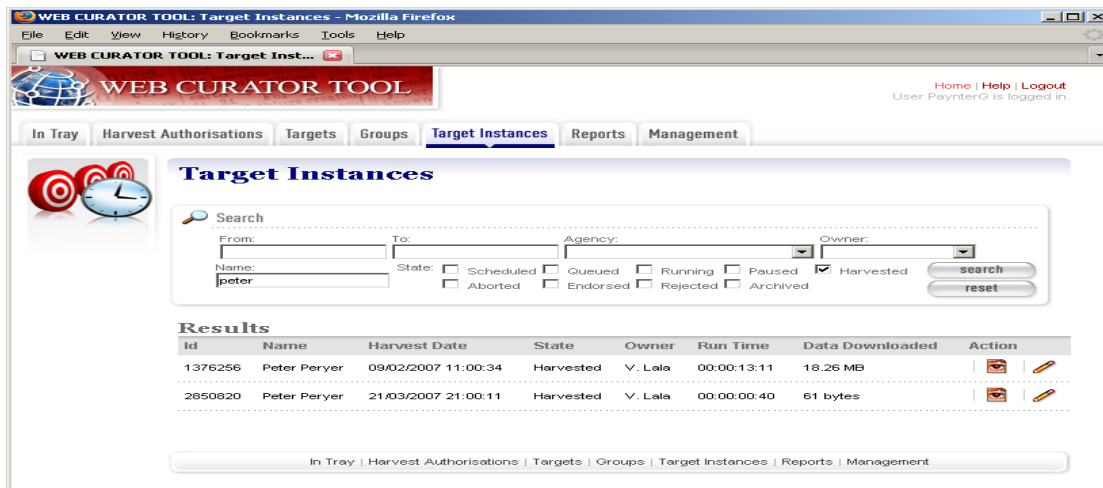 WEB CURATOR TOOL: Target Instances - Mozilla Firefox
File Edit View History Bookmarks Tools Help
WEB CURATOR TOOL: Target Inst...
WEB CURATOR TOOL
Home | Help | Logout
User PaynterG is logged in.
In Tray Harvest Authorisations Targets Groups Target Instances Reports Management
Target Instances
Search
From: To: Agency: Owner:
Name: State: Scheduled Queued Running Paused Harvested search
peter Aborted Endorsed Rejected Archived reset
Results
Id Name Harvest Date State Owner Run Time Data Downloaded Action
1376256 Peter Peryer 09/02/2007 11:00:34 Harvested V. Lala 00:00:13:11 18.26 MB
2850820 Peter Peryer 21/03/2007 21:00:11 Harvested V. Lala 00:00:00:40 61 bytes
In Tray | Harvest Authorisations | Targets | Groups | Target Instances | Reports | Management